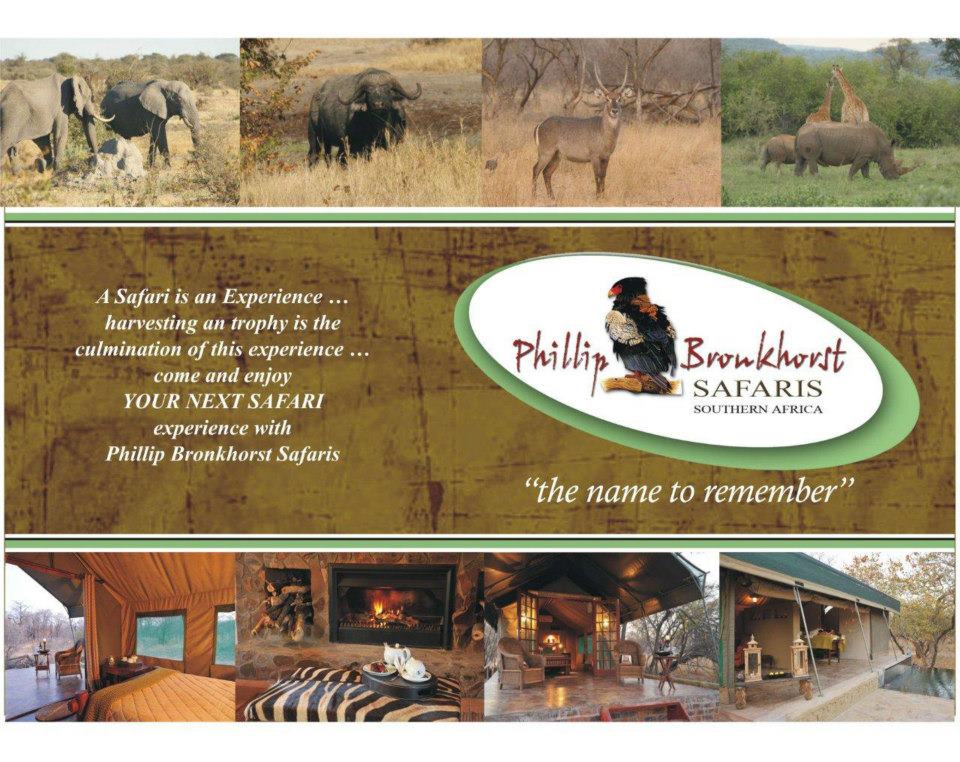 A Safari is an Experience …
harvesting an trophy is the
culmination of this experience …
come and enjoy
YOUR NEXT SAFARI
experience with
Phillip Bronkhorst Safaris
Phillip Bronkhorst
SAFARIS
SOUTHERN AFRICA
“the name to remember”